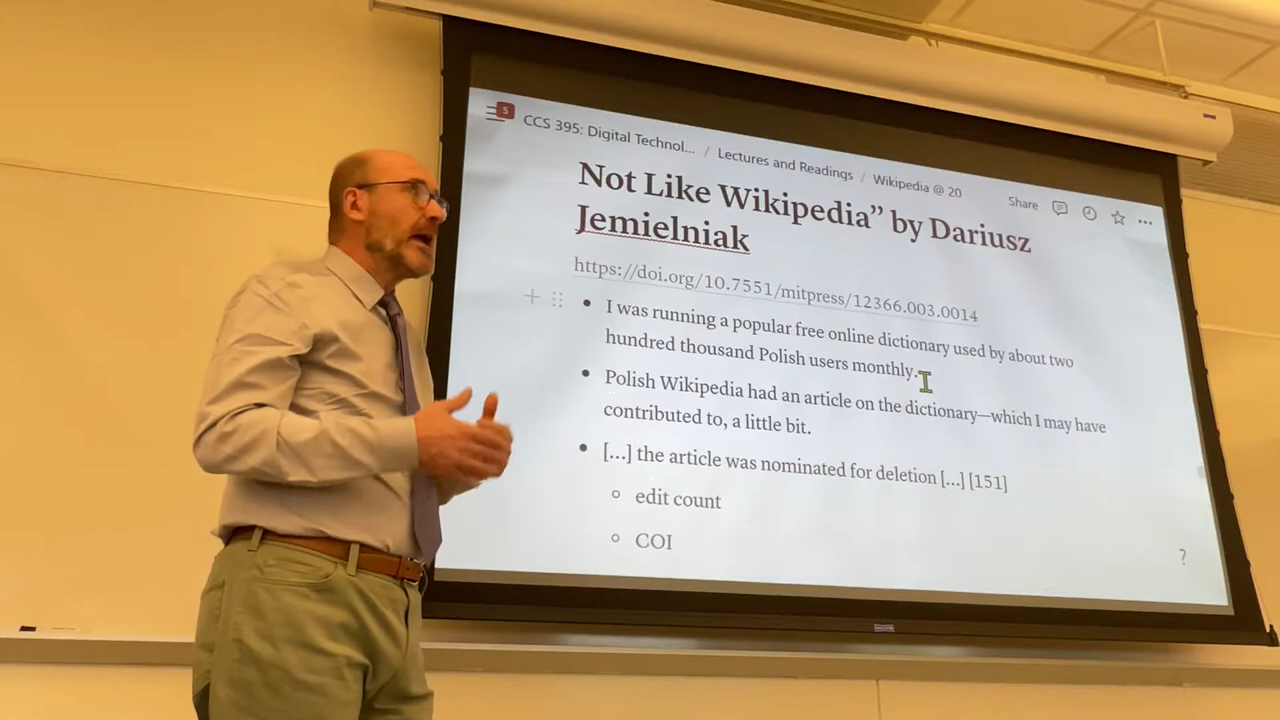 5
CCS 395: Digital Technol... / Lectures and Readings / Wikipedia @ 20
Share
Not Like Wikipedia” by Dariusz
Jemielniak
https://doi.org/10.7551/mitpress/12366.003.0014
I was running a popular free online dictionary used by about two
hundred thousand Polish users monthly.
Polish Wikipedia had an article on the dictionary—which I may have
contributed to, a little bit.
[...] the article was nominated for deletion [...] [151]
edit count
COI
?